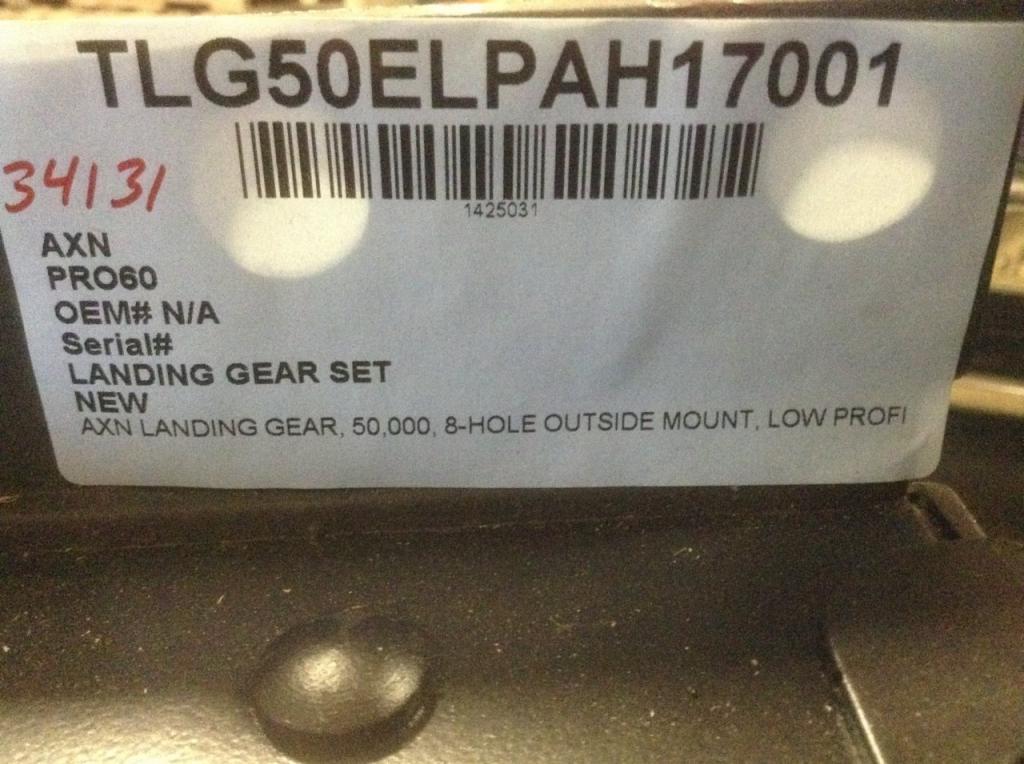 TLG50ELPAH17001
1425031
34131
AXN
PRO60
OEM# N/A
Serial#
LANDING GEAR SET
NEW
AXN LANDING GEAR, 50,000, 8-HOLE OUTSIDE MOUNT, LOW PROFI